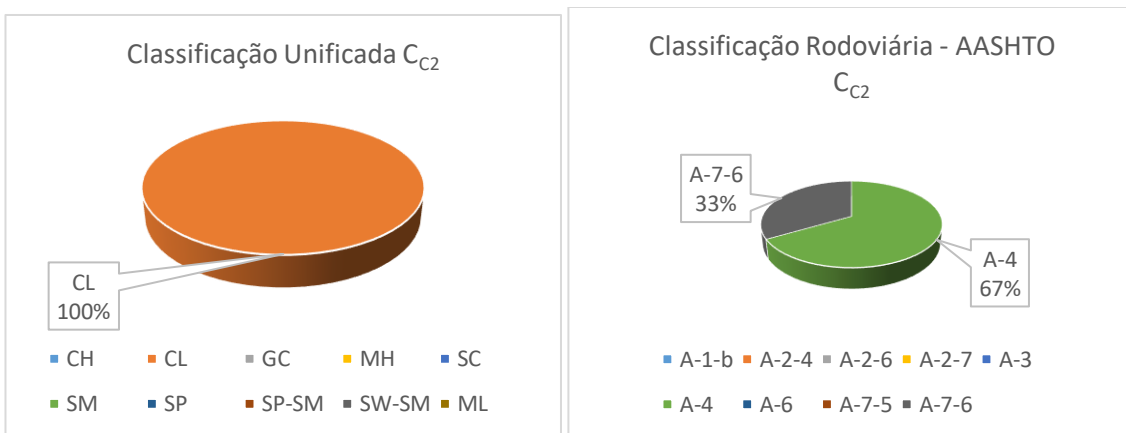 Classificação Unificada CC2
CL
100%
CH CL GC MH SC
SM SP SP-SM SW-SM ML
Classificação Rodoviária - AASHTO
CC2
A-7-6
33%
A-4
67%
A-1-b A-2-4 A-2-6 A-2-7 A-3
A-4 A-6 A-7-5 A-7-6